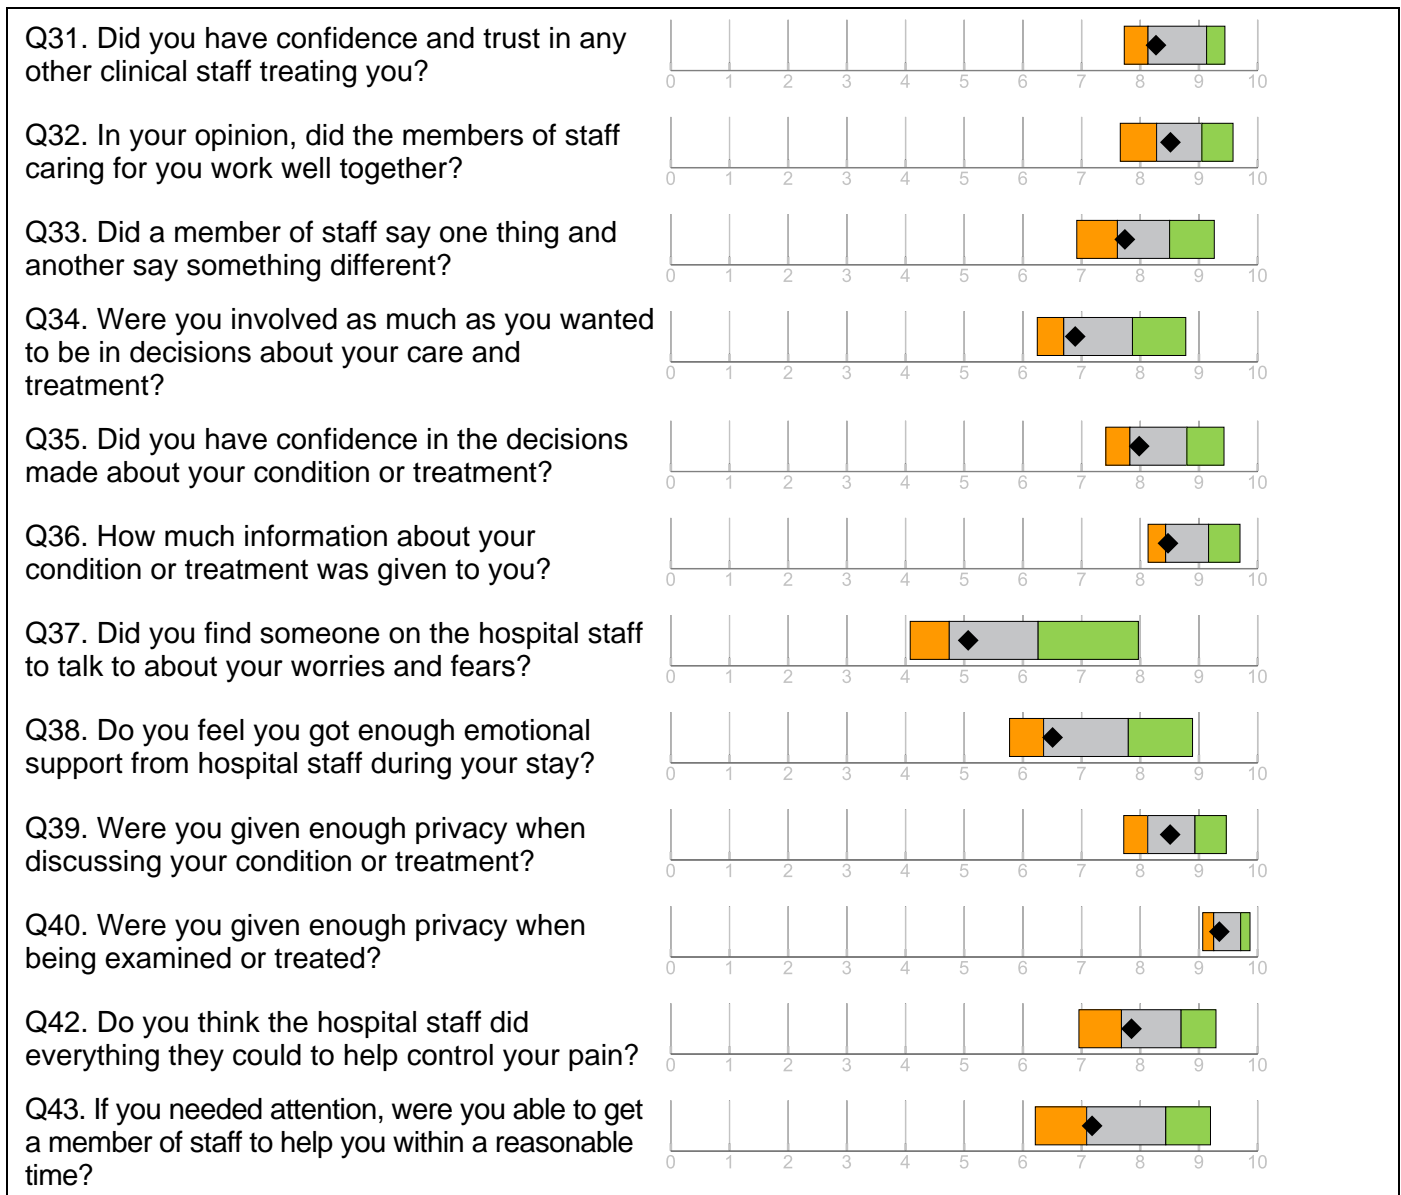 Q31. Did you have confidence and trust in any
other clinical staff treating you?
0 1 2 3 4 5 6 7 8 9 10
Q32. In your opinion, did the members of staff
caring for you work well together?
0 1 2 3 4 5 6 7 8 9 10
Q33. Did a member of staff say one thing and
another say something different?
0 1 2 3 4 5 6 7 8 9 10
Q34. Were you involved as much as you wanted
to be in decisions about your care and
treatment?
0 1 2 3 4 5 6 7 8 9 10
Q35. Did you have confidence in the decisions
made about your condition or treatment?
0 1 2 3 4 5 6 7 8 9 10
Q36. How much information about your
condition or treatment was given to you?
0 1 2 3 4 5 6 7 8 9 10
Q37. Did you find someone on the hospital staff
to talk to about your worries and fears?
0 1 2 3 4 5 6 7 8 9 10
Q38. Do you feel you got enough emotional
support from hospital staff during your stay?
0 1 2 3 4 5 6 7 8 9 10
Q39. Were you given enough privacy when
discussing your condition or treatment?
0 1 2 3 4 5 6 7 8 9 10
Q40. Were you given enough privacy when
being examined or treated?
0 1 2 3 4 5 6 7 8 9 10
Q42. Do you think the hospital staff did
everything they could to help control your pain?
0 1 2 3 4 5 6 7 8 9 10
Q43. If you needed attention, were you able to get
a member of staff to help you within a reasonable
time?
0 1 2 3 4 5 6 7 8 9 10